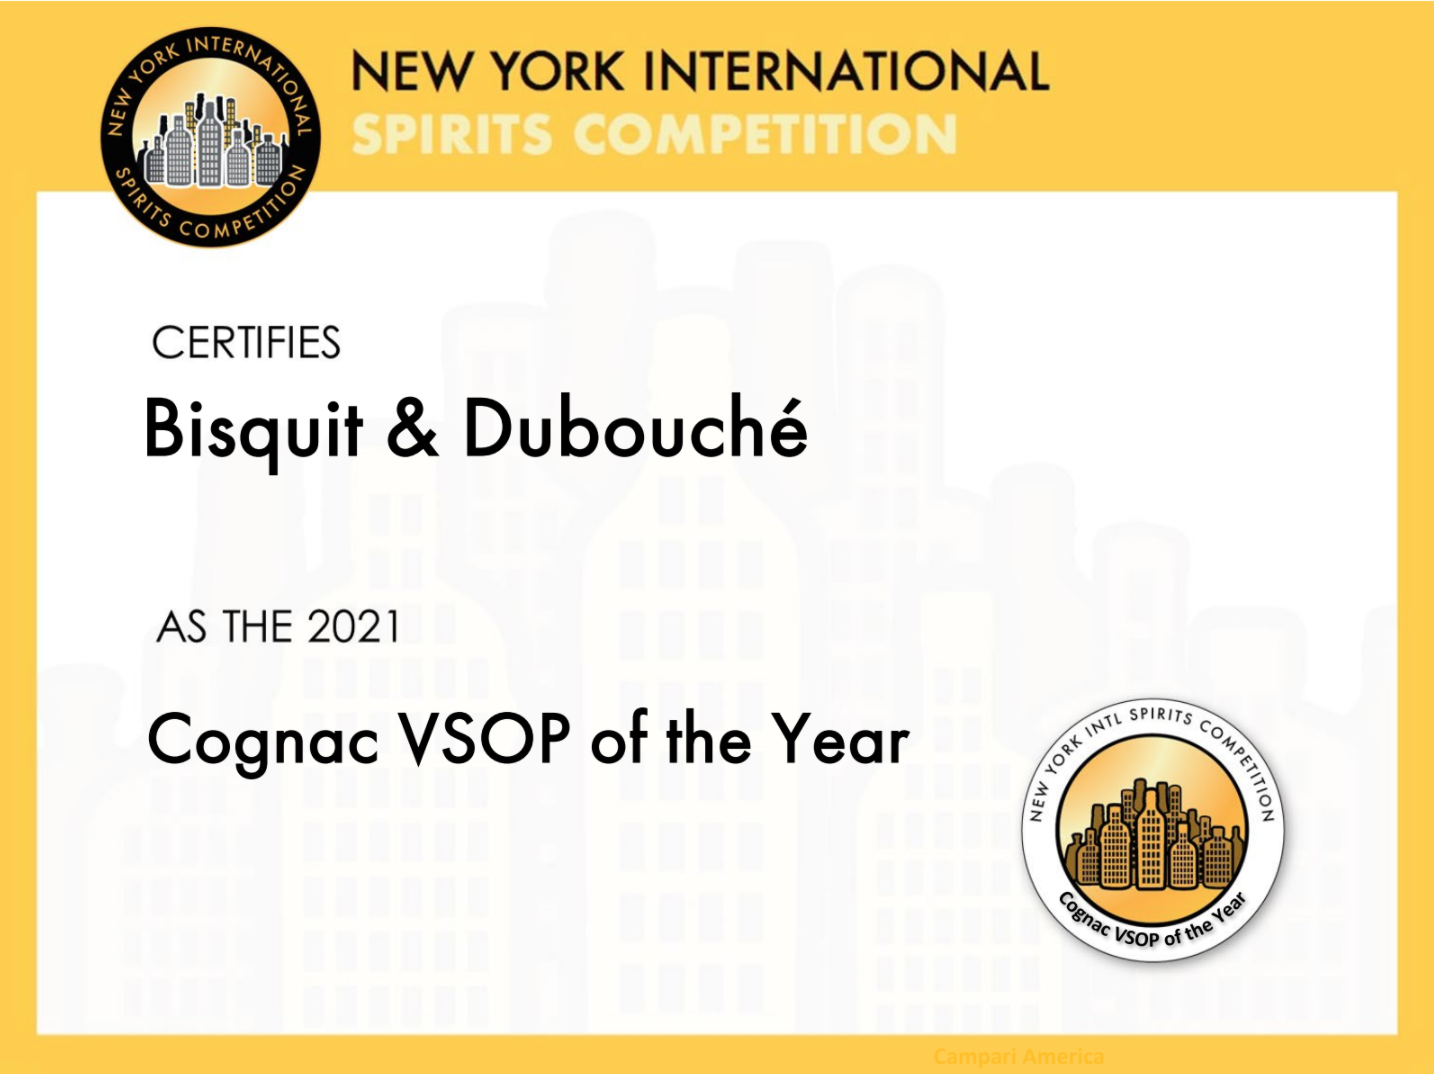 NEW YORK INTERNATIONAL
SPIRITS COMPETITION
NEW YORK INTERNATIONAL
SPIRITS COMPETITION
CERTIFIES
Bisquit & Dubouché
AS THE 2021
Cognac VSOP of the Year
NEW YORK INTL SPIRITS COMPETITION
Cognac VSOP of the Year
Campari America